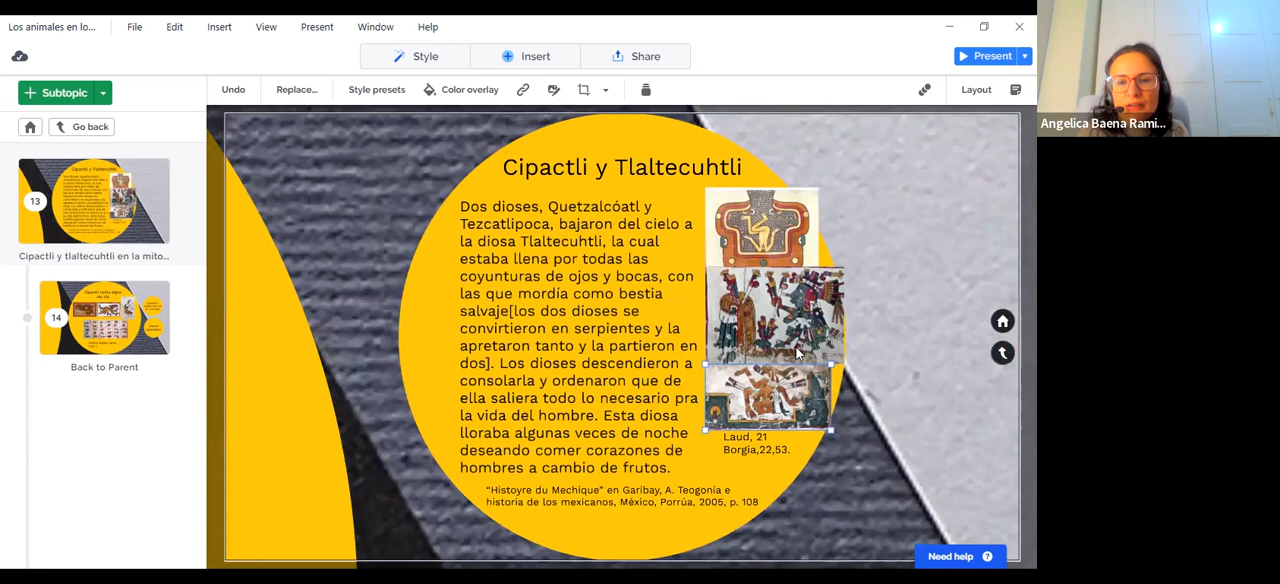 Los animales en lo...
File
Edit
Insert
View
Present
Window
Help
Style
Insert
Share
Present
Subtopic
Undo
Replace...
Style presets
Color overlay
Layout
Go back
Angelica Baena Rami...
13
Cipactli y tlaltecuhtli en la mito...
14
Back to Parent
Cipactli y Tlaltecuhtli
Dos dioses, Quetzalcóatl y
Tezcatlipoca, bajaron del cielo a
la diosa Tlaltecuhtli, la cual
estaba llena por todas las
coyunturas de ojos y bocas, con
las que mordía como bestia
salvaje[los dos dioses se
convirtieron en serpientes y la
apretaron tanto y la partieron en
dos]. Los dioses descendieron a
consolarla y ordenaron que de
ella saliera todo lo necesario pra
la vida del hombre. Esta diosa
lloraba algunas veces de noche
deseando comer corazones de
hombres a cambio de frutos.
Laud, 21
Borgia,22,53.
“Histoyre du Mechique” en Garibay, A. Teogonía e
historia de los mexicanos, México, Porrúa, 2005, p. 108
Need help ?